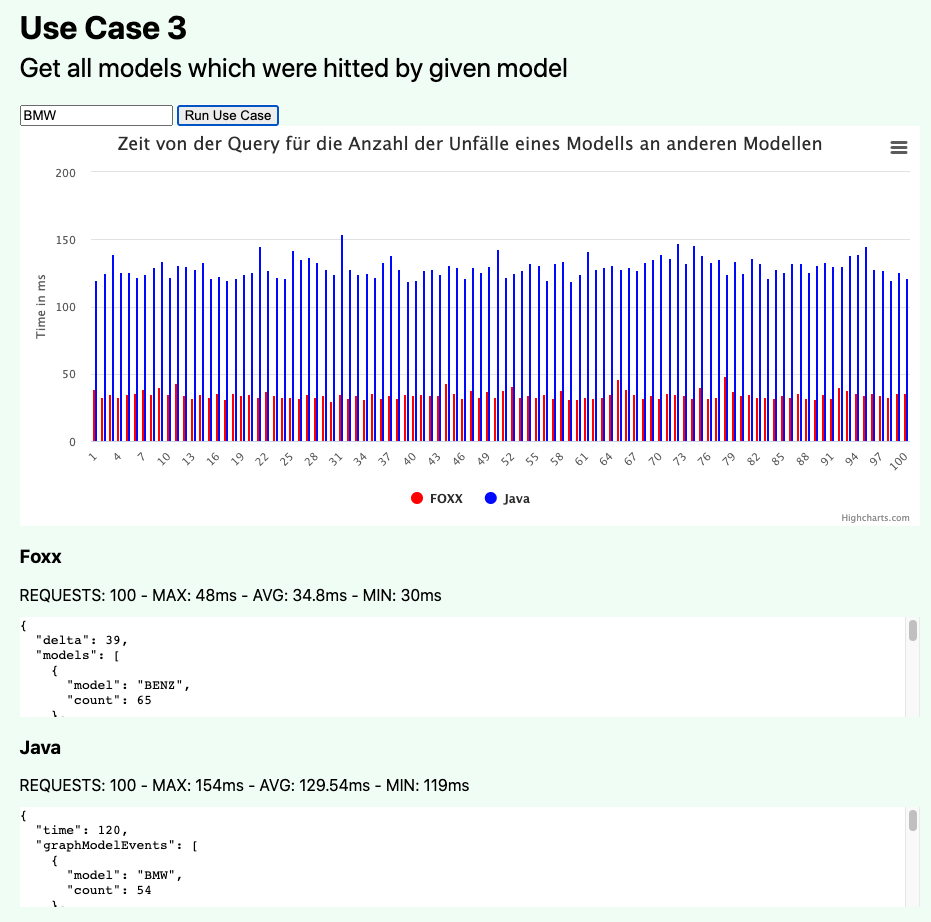 Use Case 3
Get all models which were hitted by given model
BMW Run Use Case
Zeit von der Query für die Anzahl der Unfälle eines Modells an anderen Modellen
200
150
100
50
0
Time in ms
1 4 7 10 13 16 19 22 25 28 31 34 37 40 43 46 49 52 55 58 61 64 67 70 73 76 79 82 85 88 91 94 97 100
FOXX Java
Highcharts.com
Foxx
REQUESTS: 100 - MAX: 48ms - AVG: 34.8ms - MIN: 30ms
{
"delta": 39,
"models": [
{
"model": "BENZ",
"count": 65
},
Java
REQUESTS: 100 - MAX: 154ms - AVG: 129.54ms - MIN: 119ms
{
"time": 120,
"graphModelEvents": [
{
"model": "BMW",
"count": 54
},